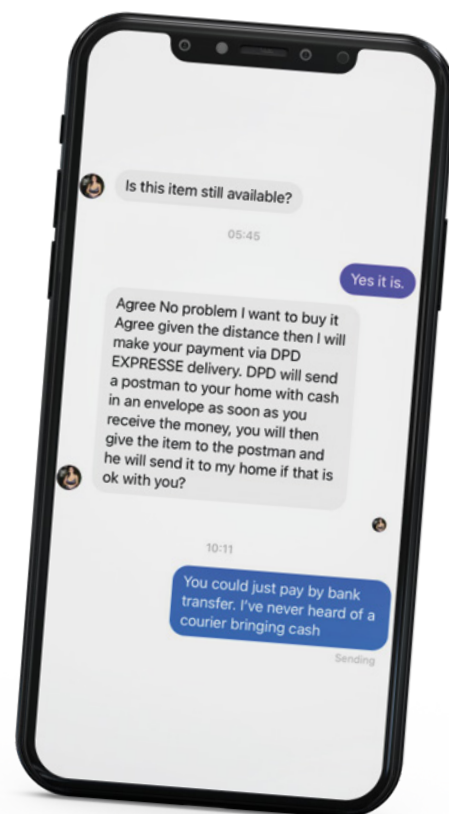 Is this item still available?
05:45
Yes it is.
Agree No problem I want to buy it
Agree given the distance then I will
make your payment via DPD
EXPRESSE delivery. DPD will send
a postman to your home with cash
in an envelope as soon as you
receive the money, you will then
give the item to the postman and
he will send it to my home if that is
ok with you?
10:11
You could just pay by bank
transfer. I've never heard of a
courier bringing cash
Sending